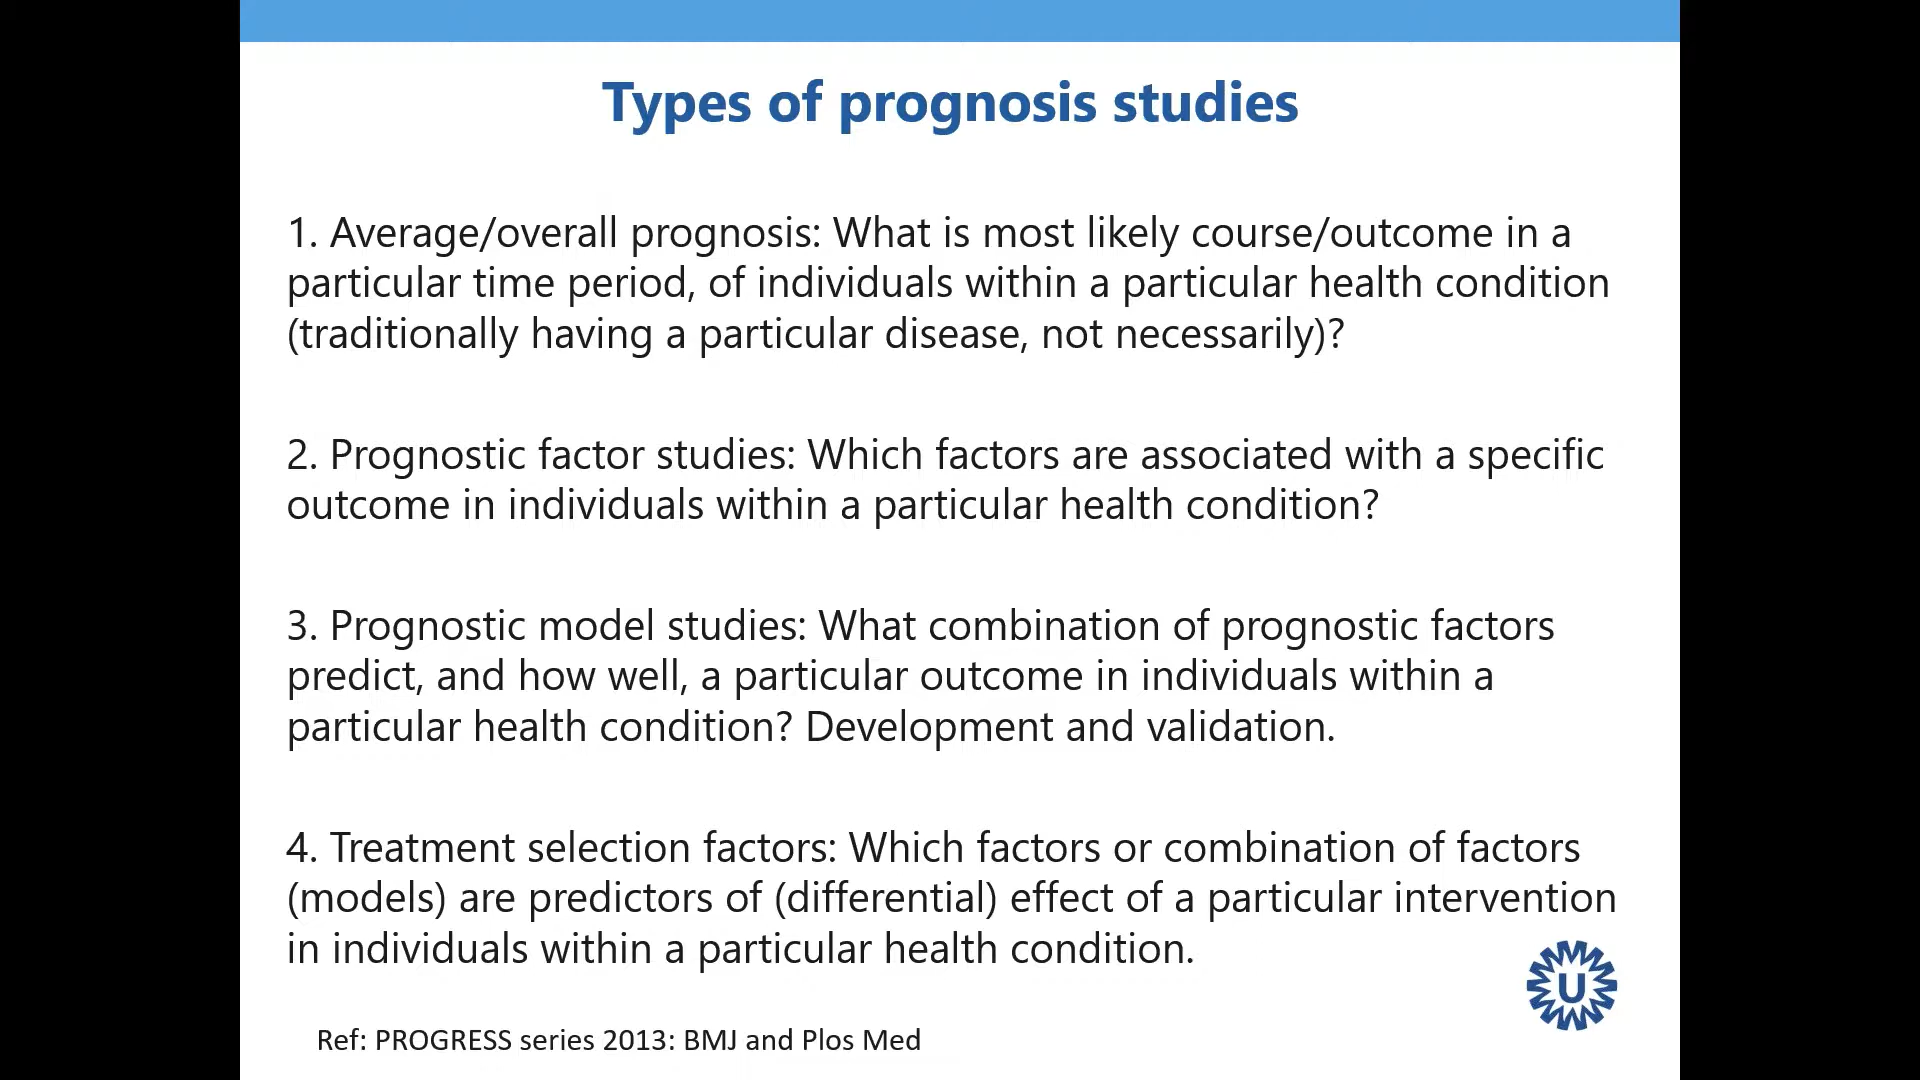 Types of prognosis studies
1. Average/overall prognosis: What is most likely course/outcome in a
particular time period, of individuals within a particular health condition
(traditionally having a particular disease, not necessarily)?
2. Prognostic factor studies: Which factors are associated with a specific
outcome in individuals within a particular health condition?
3. Prognostic model studies: What combination of prognostic factors
predict, and how well, a particular outcome in individuals within a
particular health condition? Development and validation.
4. Treatment selection factors: Which factors or combination of factors
(models) are predictors of (differential) effect of a particular intervention
in individuals within a particular health condition.
U
Ref: PROGRESS series 2013: BMJ and Plos Med